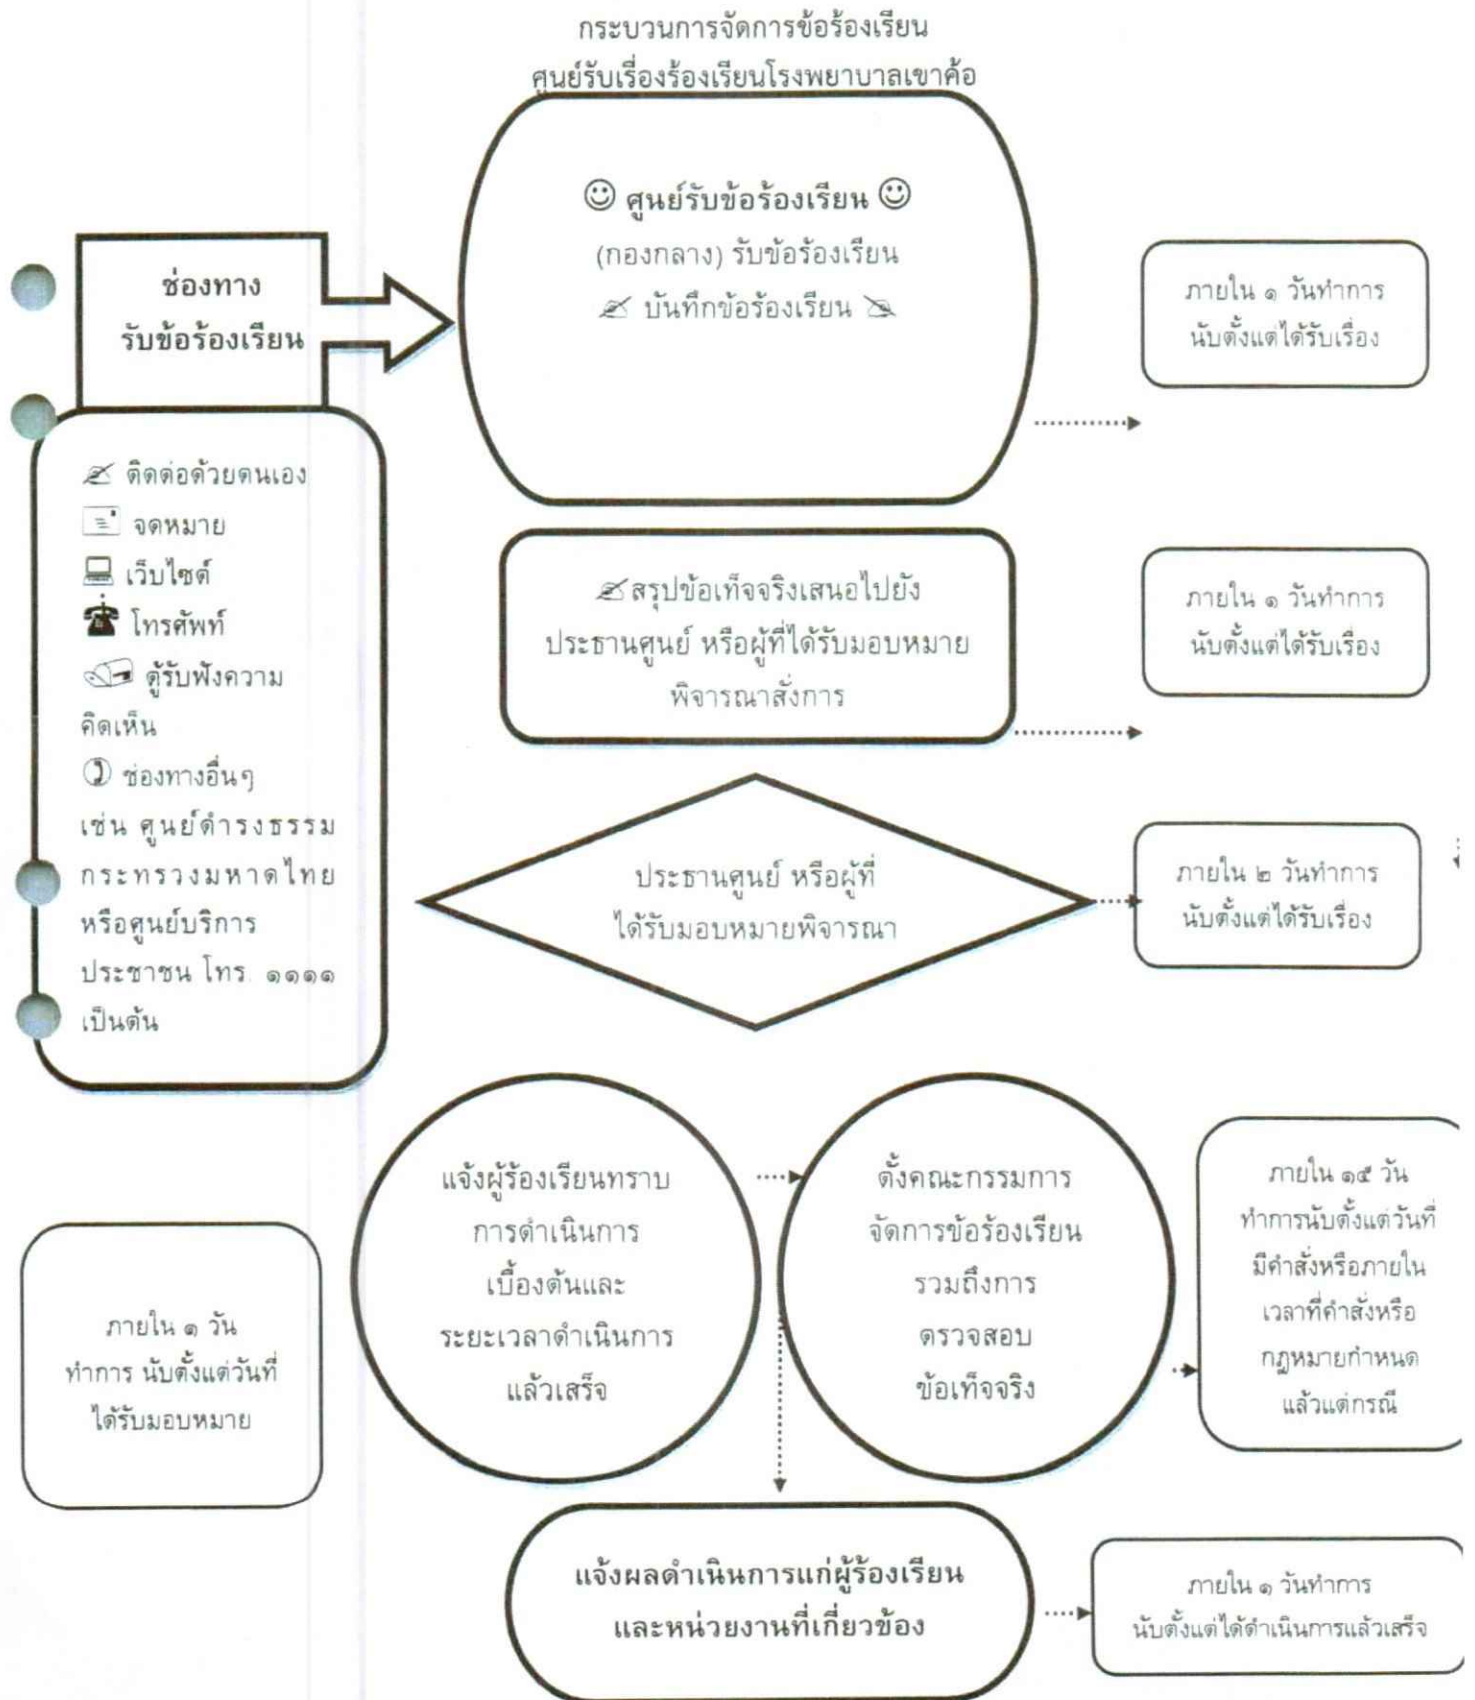 กระบวนการจัดการข้อร้องเรียน
ศูนย์รับเรื่องร้องเรียนโรงพยาบาลเขาค้อ
ศูนย์รับข้อร้องเรียน
(กองกลาง) รับข้อร้องเรียน
บันทึกข้อร้องเรียน
ช่องทาง
รับข้อร้องเรียน
ภายใน ๑ วันทำการ
นับตั้งแต่ได้รับเรื่อง
ติดต่อด้วยตนเอง
จดหมาย
เว็บไซต์
โทรศัพท์
ตู้รับฟังความ
คิดเห็น
ช่องทางอื่นๆ
เช่น ศูนย์ดำรงธรรม
กระทรวงมหาดไทย
หรือศูนย์บริการ
ประชาชน โทร. ๑๑๑๑
เป็นต้น
สรุปข้อเท็จจริงเสนอไปยัง
ประธานศูนย์ หรือผู้ที่ได้รับมอบหมาย
พิจารณาสั่งการ
ภายใน ๑ วันทำการ
นับตั้งแต่ได้รับเรื่อง
ประธานศูนย์ หรือผู้ที่
ได้รับมอบหมายพิจารณา
ภายใน ๒ วันทำการ
นับตั้งแต่ได้รับเรื่อง
แจ้งผู้ร้องเรียนทราบ
การดำเนินการ
เบื้องต้นและ
ระยะเวลาดำเนินการ
แล้วเสร็จ
ตั้งคณะกรรมการ
จัดการข้อร้องเรียน
รวมถึงการ
ตรวจสอบ
ข้อเท็จจริง
ภายใน ๑๕ วัน
ทำการนับตั้งแต่วันที่
มีคำสั่งหรือภายใน
เวลาที่คำสั่งหรือ
กฎหมายกำหนด
แล้วแต่กรณี
ภายใน ๑ วัน
ทำการ นับตั้งแต่วันที่
ได้รับมอบหมาย
แจ้งผลดำเนินการแก่ผู้ร้องเรียน
และหน่วยงานที่เกี่ยวข้อง
ภายใน ๑ วันทำการ
นับตั้งแต่ได้ดำเนินการแล้วเสร็จ